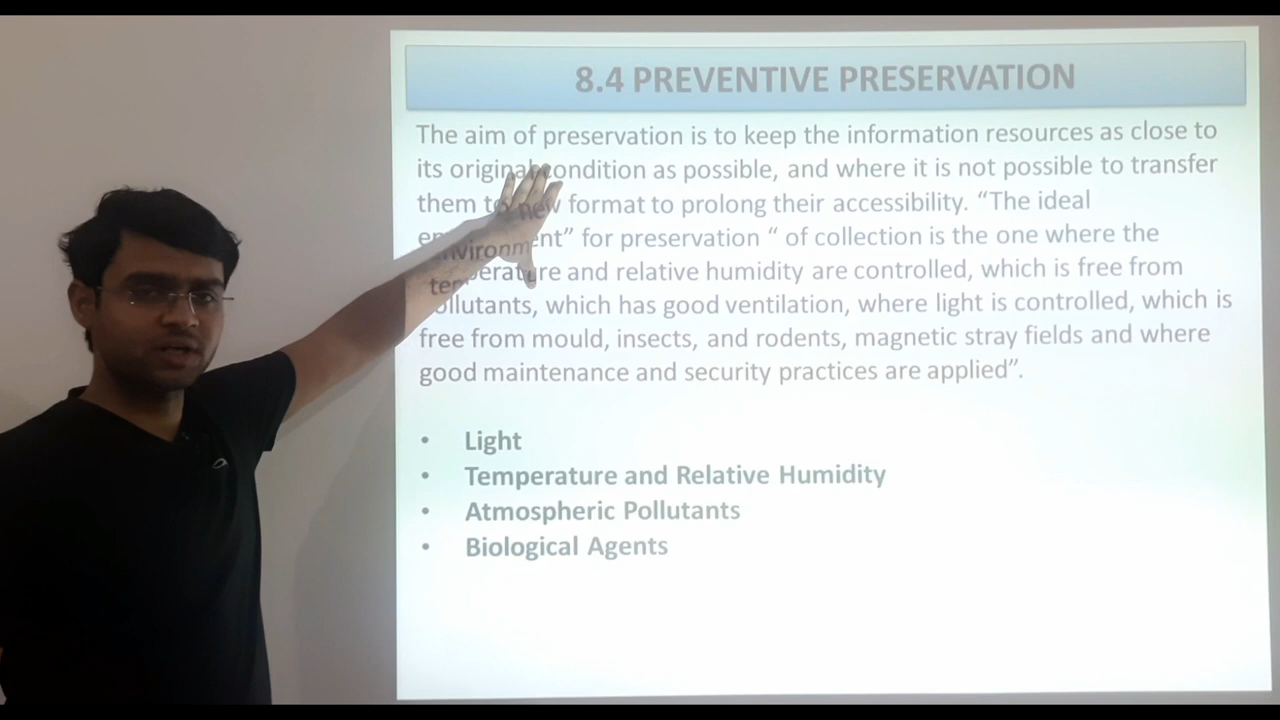 8.4 PREVENTIVE PRESERVATION
The aim of preservation is to keep the information resources as close to
its original condition as possible, and where it is not possible to transfer
them to new format to prolong their accessibility. “The ideal
environment” for preservation “ of collection is the one where the
temperature and relative humidity are controlled, which is free from
pollutants, which has good ventilation, where light is controlled, which is
free from mould, insects, and rodents, magnetic stray fields and where
good maintenance and security practices are applied”.
• Light
• Temperature and Relative Humidity
• Atmospheric Pollutants
• Biological Agents